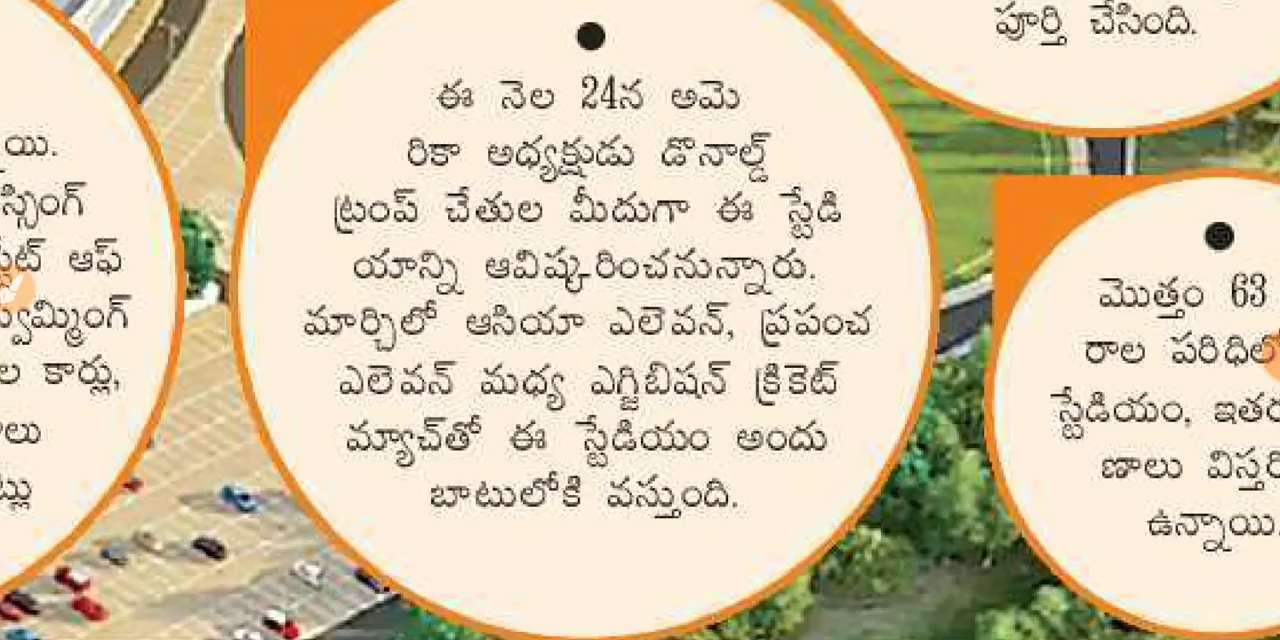 యి.
స్సింగ్
ఆఫ్
స్విమ్మింగ్
ల కార్లు,
లు
ఈ నెల 24న అమె
రికా అధ్యక్షుడు డొనాల్డ్
ట్రంప్ చేతుల మీదుగా ఈ స్టేడి
యాన్ని ఆవిష్కరించనున్నారు.
మార్చిలో ఆసియా ఎలెవన్, ప్రపంచ
ఎలెవన్ మధ్య ఎగ్జిబిషన్ క్రికెట్
మ్యాచ్‌తో ఈ స్టేడియం అందు
బాటులోకి వస్తుంది.
పూర్తి చేసింది.
మొత్తం 63
రాల పరిధిలో
స్టేడియం, ఇతర
ణాలు విస్తరి
ఉన్నాయి.